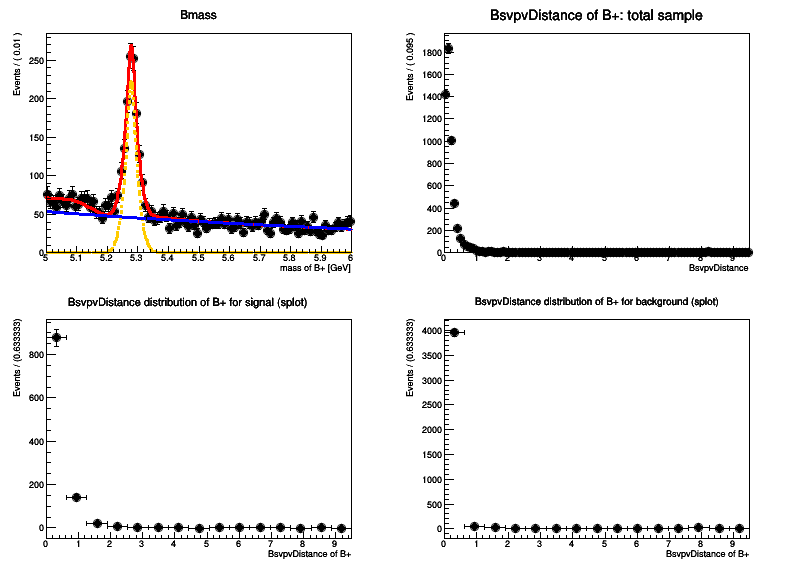 Bmass
Events / ( 0.01 )
250
200
150
100
50
0
5 5.1 5.2 5.3 5.4 5.5 5.6 5.7 5.8 5.9 6
mass of B+ [GeV]
BsvpvDistance of B+: total sample
Events / ( 0.095 )
1800
1600
1400
1200
1000
800
600
400
200
0
0 1 2 3 4 5 6 7 8 9
BsvpvDistance
BsvpvDistance distribution of B+ for signal (splot)
Events / (0.633333)
800
600
400
200
0
0 1 2 3 4 5 6 7 8 9
BsvpvDistance of B+
BsvpvDistance distribution of B+ for background (splot)
Events / (0.633333)
4000
3500
3000
2500
2000
1500
1000
500
0
0 1 2 3 4 5 6 7 8 9
BsvpvDistance of B+